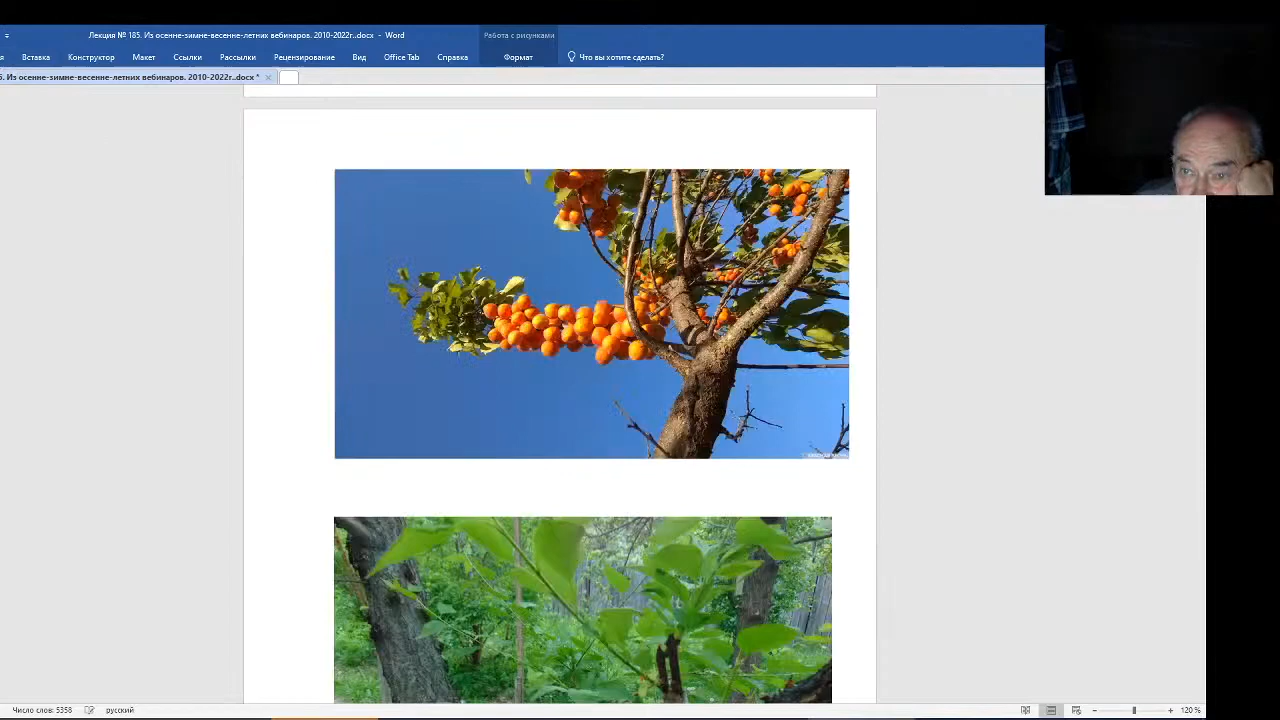 Лекция № 185. Из осенне-зимне-весенне-летних вебинаров. 2010-2022г..docx - Word
Работа с рисунками
я Вставка Конструктор Макет Ссылки Рассылки Рецензирование Вид Office Tab Справка Формат Что вы хотите сделать?
5. Из осенне-зимне-весенне-летних вебинаров. 2010-2022г..docx *
Число слов: 5358 русский 120 %